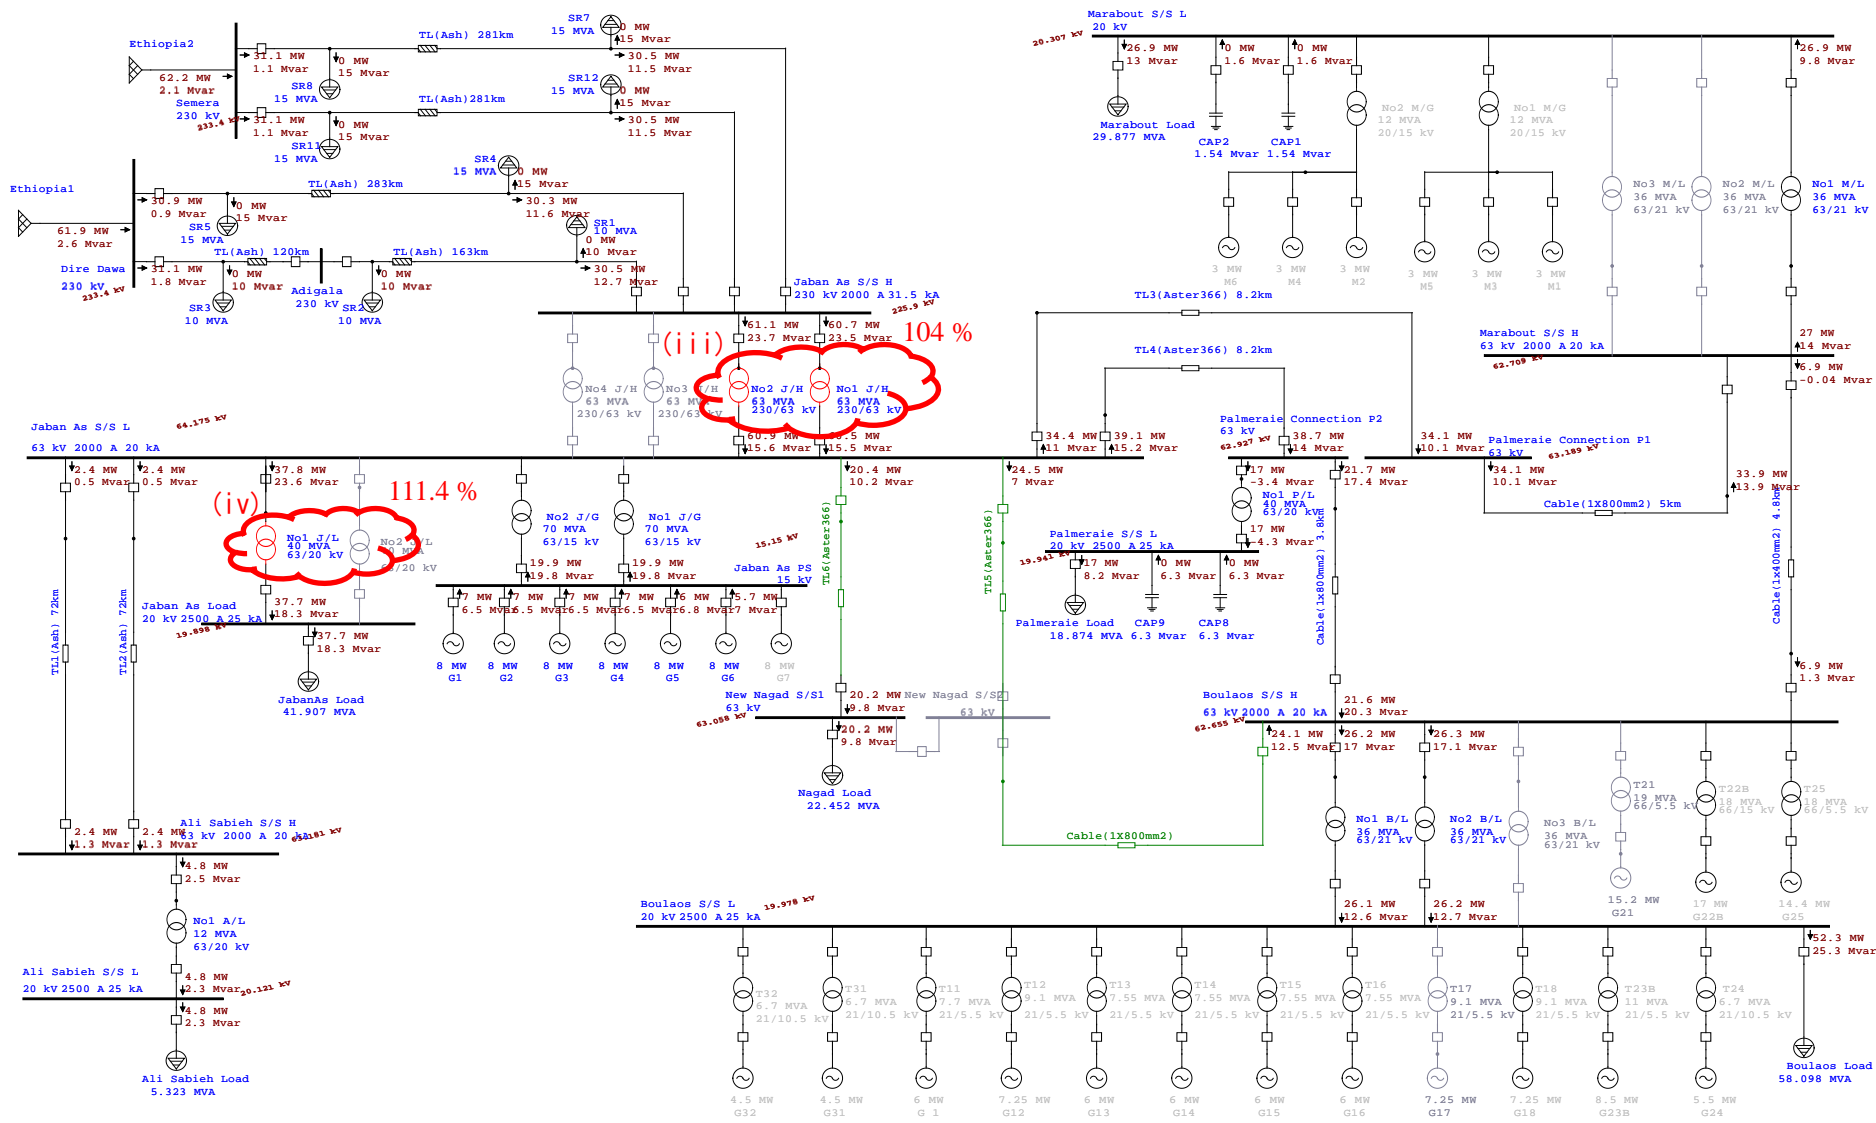 Ethiopia2
62.2 MW
2.1 Mvar
Semera
230 kV
233.4 kV
31.1 MW
1.1 Mvar
0 MW
15 Mvar
SR8
15 MVA
TL(Ash) 281km
SR7
15 MVA
0 MW
15 Mvar
30.5 MW
11.5 Mvar
31.1 MW
1.1 Mvar
0 MW
15 Mvar
SR11
15 MVA
TL(Ash)281km
SR12
15 MVA
0 MW
15 Mvar
30.5 MW
11.5 Mvar
Ethiopia1
61.9 MW
2.6 Mvar
Dire Dawa
230 kV
233.4 kV
30.9 MW
0.9 Mvar
0 MW
15 Mvar
SR5
15 MVA
TL(Ash) 283km
SR4
15 MVA
0 MW
15 Mvar
30.3 MW
11.6 Mvar
31.1 MW
1.8 Mvar
TL(Ash) 120km
0 MW
10 Mvar
SR3
10 MVA
Adigala
230 kV
TL(Ash) 163km
0 MW
10 Mvar
SR2
10 MVA
SR1
10 MVA
0 MW
10 Mvar
30.5 MW
12.7 Mvar
Jaban As S/S H
230 kV 2000 A 31.5 kA
225.9 kV
61.1 MW
23.7 Mvar
60.7 MW
23.5 Mvar
(iii)
104 %
No4 J/H
63 MVA
230/63 kV
No3 J/H
63 MVA
230/63 kV
No2 J/H
63 MVA
230/63 kV
No1 J/H
63 MVA
230/63 kV
60.9 MW
15.6 Mvar
60.5 MW
15.5 Mvar
Marabout S/S L
20 kV
20.307 kV
26.9 MW
13 Mvar
Marabout Load
29.877 MVA
0 MW
1.6 Mvar
CAP2
1.54 Mvar
0 MW
1.6 Mvar
CAP1
1.54 Mvar
No2 M/G
12 MVA
20/15 kV
No1 M/G
12 MVA
20/15 kV
3 MW
M6
3 MW
M4
3 MW
M2
3 MW
M5
3 MW
M3
3 MW
M1
26.9 MW
9.8 Mvar
No3 M/L
36 MVA
63/21 kV
No2 M/L
36 MVA
63/21 kV
No1 M/L
36 MVA
63/21 kV
Marabout S/S H
63 kV 2000 A 20 kA
62.709 kV
27 MW
14 Mvar
6.9 MW
-0.04 Mvar
TL3(Aster366) 8.2km
TL4(Aster366) 8.2km
34.4 MW
11 Mvar
39.1 MW
15.2 Mvar
Palmeraie Connection P2
63 kV
62.927 kV
38.7 MW
14 Mvar
34.1 MW
10.1 Mvar
Palmeraie Connection P1
63 kV
63.189 kV
34.1 MW
10.1 Mvar
Cable(1X800mm2) 5km
33.9 MW
13.9 Mvar
Cable(1x400mm2) 4.8km
6.9 MW
1.3 Mvar
17 MW
-3.4 Mvar
No1 P/L
40 MVA
63/20 kV
17 MW
-4.3 Mvar
21.7 MW
17.4 Mvar
Cable(1x800mm2) 3.8km
Palmeraie S/S L
20 kV 2500 A 25 kA
19.941 kV
17 MW
8.2 Mvar
Palmeraie Load
18.874 MVA
0 MW
6.3 Mvar
CAP9
6.3 Mvar
0 MW
6.3 Mvar
CAP8
6.3 Mvar
Jaban As S/S L
63 kV 2000 A 20 kA
64.175 kV
2.4 MW
0.5 Mvar
2.4 MW
0.5 Mvar
TL1(Ash) 72km
TL2(Ash) 72km
37.8 MW
23.6 Mvar
(iv)
111.4 %
No1 J/L
40 MVA
63/20 kV
No2 J/L
63/20 kV
37.7 MW
18.3 Mvar
Jaban As Load
20 kV 2500 A 25 kA
19.898 kV
37.7 MW
18.3 Mvar
JabanAs Load
41.907 MVA
No2 J/G
70 MVA
63/15 kV
No1 J/G
70 MVA
63/15 kV
19.9 MW
19.8 Mvar
19.9 MW
19.8 Mvar
15.15 kV
Jaban As PS
15 kV
7 MW
6.5 Mvar
7 MW
6.5 Mvar
7 MW
6.5 Mvar
7 MW
6.5 Mvar
6 MW
6.8 Mvar
5.7 MW
7 Mvar
8 MW
G1
8 MW
G2
8 MW
G3
8 MW
G4
8 MW
G5
8 MW
G6
8 MW
G7
20.4 MW
10.2 Mvar
TL6(Aster366)
24.5 MW
7 Mvar
TL5(Aster366)
New Nagad S/S1
63 kV
63.058 kV
20.2 MW
9.8 Mvar
New Nagad S/S2
63 kV
20.2 MW
9.8 Mvar
Nagad Load
22.452 MVA
Cable(1X800mm2)
Boulaos S/S H
63 kV 2000 A 20 kA
62.655 kV
21.6 MW
20.3 Mvar
24.1 MW
12.5 Mvar
26.2 MW
17 Mvar
26.3 MW
17.1 Mvar
No1 B/L
36 MVA
63/21 kV
No2 B/L
36 MVA
63/21 kV
No3 B/L
36 MVA
63/21 kV
T21
19 MVA
66/5.5 kV
15.2 MW
G21
T22B
18 MVA
66/15 kV
17 MW
G22B
T25
18 MVA
66/5.5 kV
14.4 MW
G25
26.1 MW
12.6 Mvar
26.2 MW
12.7 Mvar
Ali Sabieh S/S H
63 kV 2000 A 20 kA
63.181 kV
2.4 MW
1.3 Mvar
2.4 MW
1.3 Mvar
4.8 MW
2.5 Mvar
No1 A/L
12 MVA
63/20 kV
Ali Sabieh S/S L
20 kV 2500 A 25 kA
20.121 kV
4.8 MW
2.3 Mvar
4.8 MW
2.3 Mvar
Ali Sabieh Load
5.323 MVA
Boulaos S/S L
20 kV 2500 A 25 kA
19.978 kV
52.3 MW
25.3 Mvar
Boulaos Load
58.098 MVA
T32
6.7 MVA
21/10.5 kV
T31
6.7 MVA
21/10.5 kV
T11
7.7 MVA
21/5.5 kV
T12
9.1 MVA
21/5.5 kV
T13
7.55 MVA
21/5.5 kV
T14
7.55 MVA
21/5.5 kV
T15
7.55 MVA
21/5.5 kV
T16
7.55 MVA
21/5.5 kV
T17
9.1 MVA
21/5.5 kV
T18
9.1 MVA
21/5.5 kV
T23B
11 MVA
21/5.5 kV
T24
6.7 MVA
21/10.5 kV
4.5 MW
G32
4.5 MW
G31
6 MW
G 1
7.25 MW
G12
6 MW
G13
6 MW
G14
6 MW
G15
6 MW
G16
7.25 MW
G17
7.25 MW
G18
8.5 MW
G23B
5.5 MW
G24